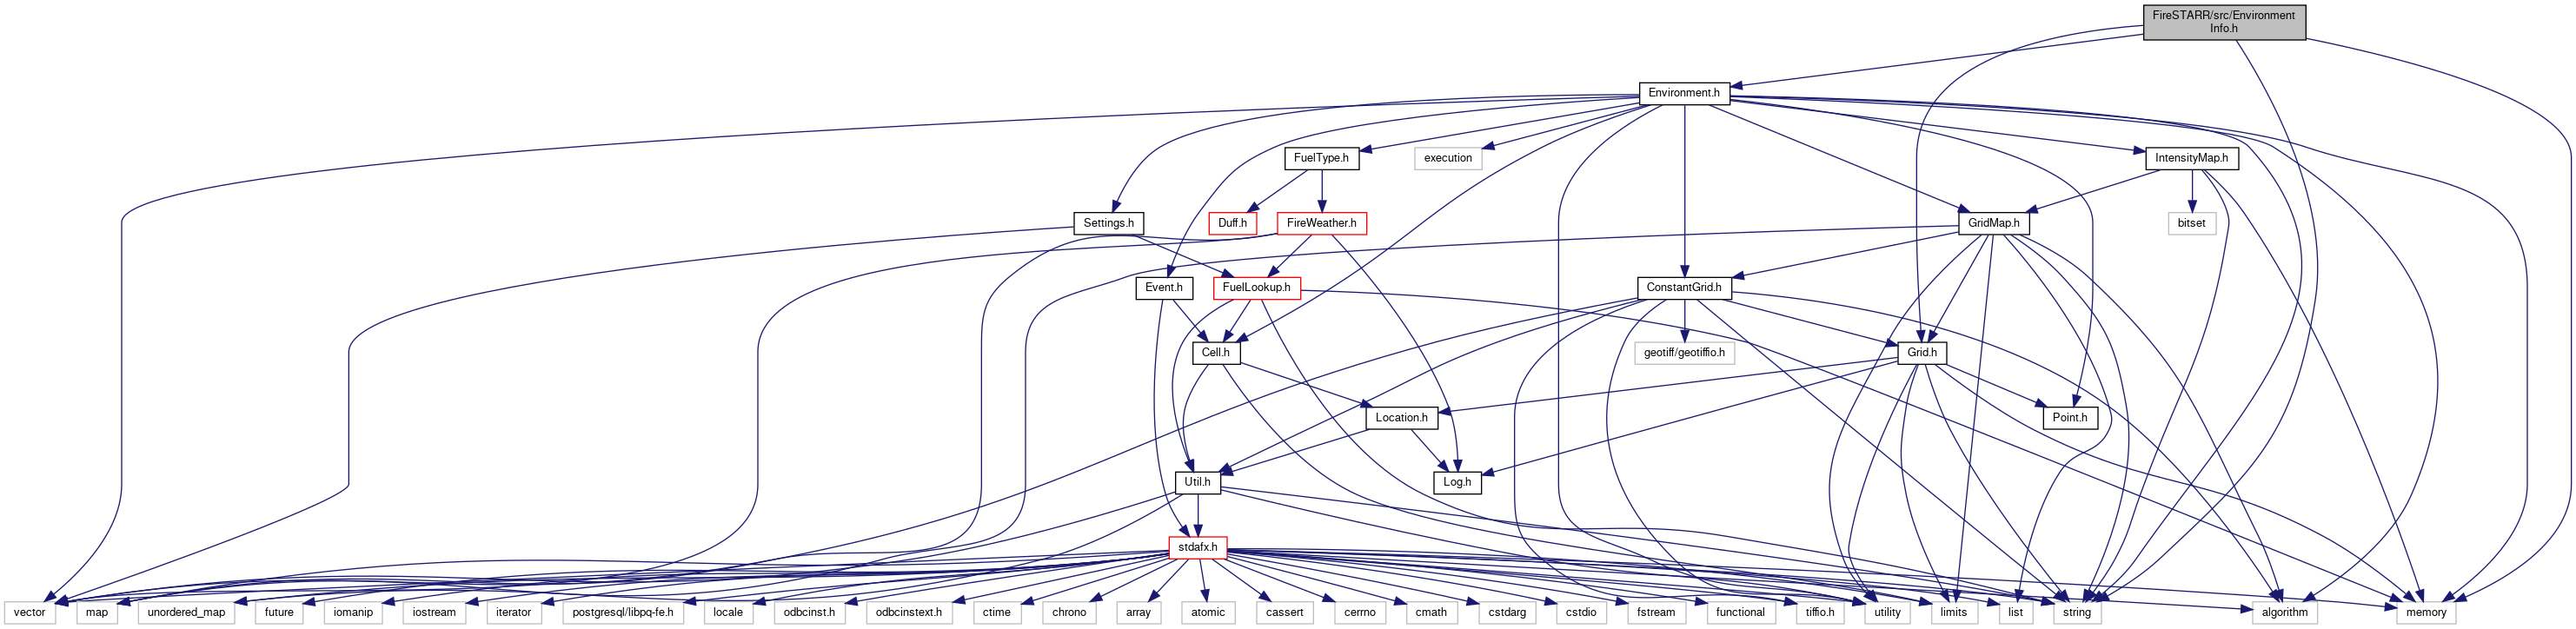 FireSTARR/src/Environment
Info.h
Environment.h
FuelType.h
execution
IntensityMap.h
Settings.h
Duff.h
FireWeather.h
GridMap.h
bitset
Event.h
FuelLookup.h
ConstantGrid.h
Cell.h
geotiff/geotiffio.h
Grid.h
Location.h
Point.h
Util.h
Log.h
stdafx.h
vector
map
unordered_map
future
iomanip
iostream
iterator
postgresql/libpq-fe.h
locale
odbcinst.h
odbcinstext.h
ctime
chrono
array
atomic
cassert
cerrno
cmath
cstdarg
cstdio
fstream
functional
tiffio.h
utility
limits
list
string
algorithm
memory